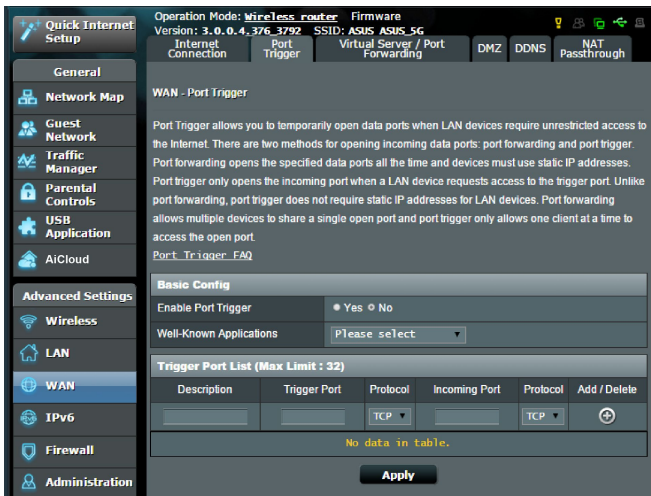 Quick Internet
Setup
Operation Mode: Wireless router Firmware
Version: 3.0.0.4.376_3792 SSID: ASUS ASUS_5G
Internet
Connection
Port
Trigger
Virtual Server / Port
Forwarding
DMZ
DDNS
NAT
Passthrough
General
Network Map
Guest
Network
Traffic
Manager
Parental
Controls
USB
Application
AiCloud
Advanced Settings
Wireless
LAN
WAN
IPv6
Firewall
Administration
WAN - Port Trigger
Port Trigger allows you to temporarily open data ports when LAN devices require unrestricted access to
the Internet. There are two methods for opening incoming data ports: port forwarding and port trigger.
Port forwarding opens the specified data ports all the time and devices must use static IP addresses.
Port trigger only opens the incoming port when a LAN device requests access to the trigger port. Unlike
port forwarding, port trigger does not require static IP addresses for LAN devices. Port forwarding
allows multiple devices to share a single open port and port trigger only allows one client at a time to
access the open port.
Port Trigger FAQ
Basic Config
Enable Port Trigger Yes No
Well-Known Applications Please select
Trigger Port List (Max Limit : 32)
Description Trigger Port Protocol Incoming Port Protocol Add / Delete
TCP TCP
No data in table.
Apply